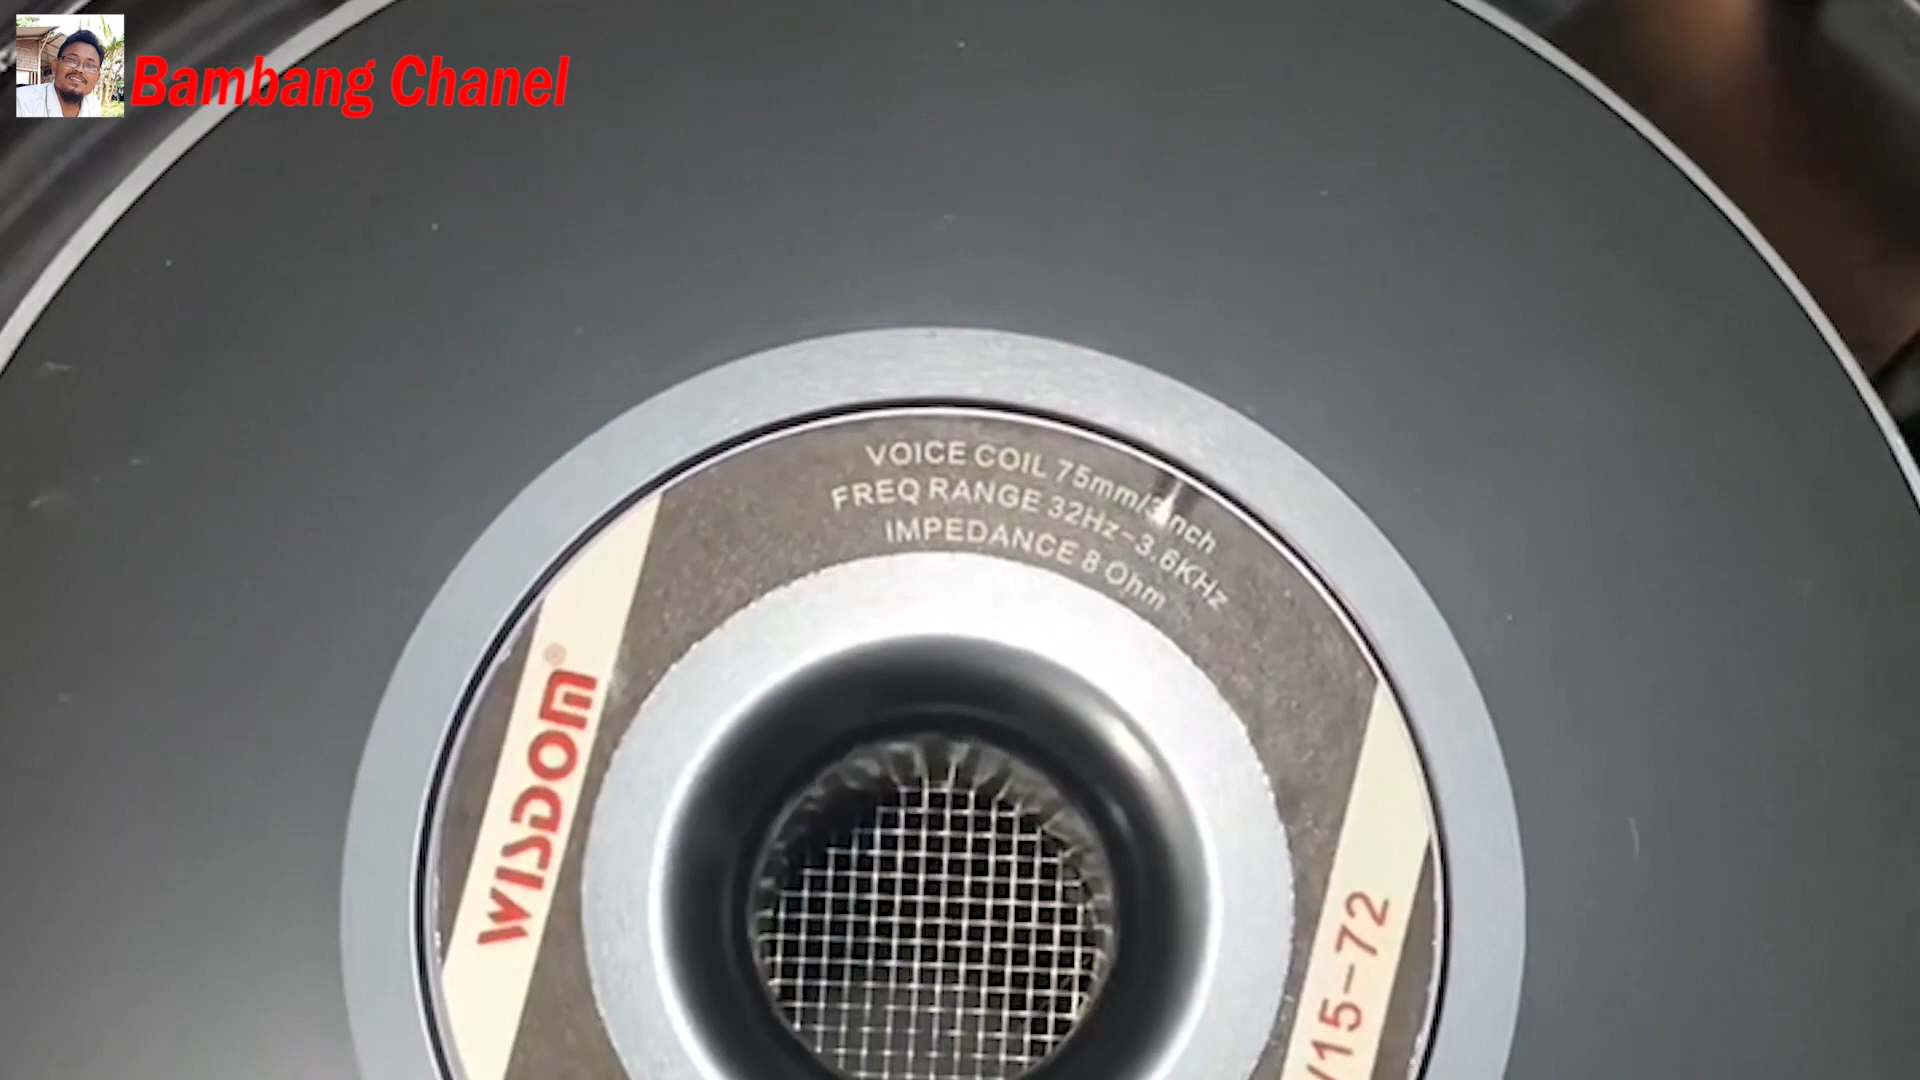 Bambang Chanel
VOICE COIL 75mm/3inch
FREQ RANGE 32Hz-3.6KHz
IMPEDANCE 8 Ohm
WISDOM®
/15-72